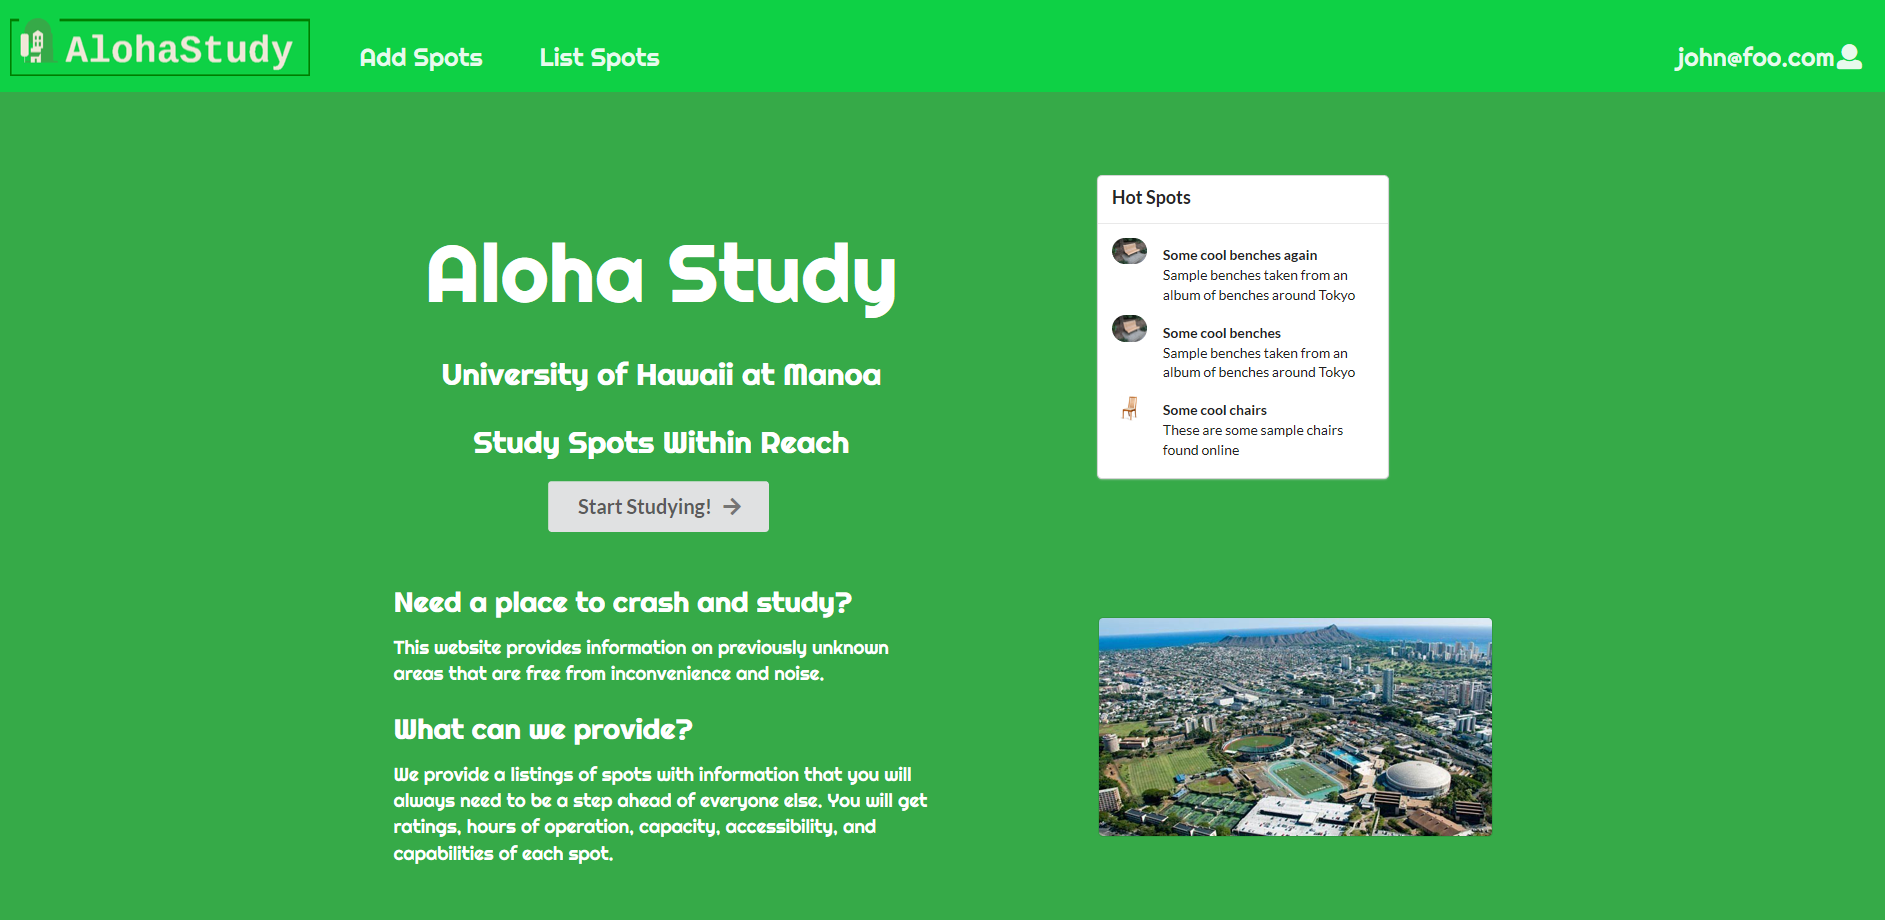 AlohaStudy
Add Spots
List Spots
john@foo.com
Aloha Study
University of Hawaii at Manoa
Study Spots Within Reach
Start Studying!
Hot Spots
Some cool benches again
Sample benches taken from an
album of benches around Tokyo
Some cool benches
Sample benches taken from an
album of benches around Tokyo
Some cool chairs
These are some sample chairs
found online
Need a place to crash and study?
This website provides information on previously unknown
areas that are free from inconvenience and noise.
What can we provide?
We provide a listings of spots with information that you will
always need to be a step ahead of everyone else. You will get
ratings, hours of operation, capacity, accessibility, and
capabilities of each spot.